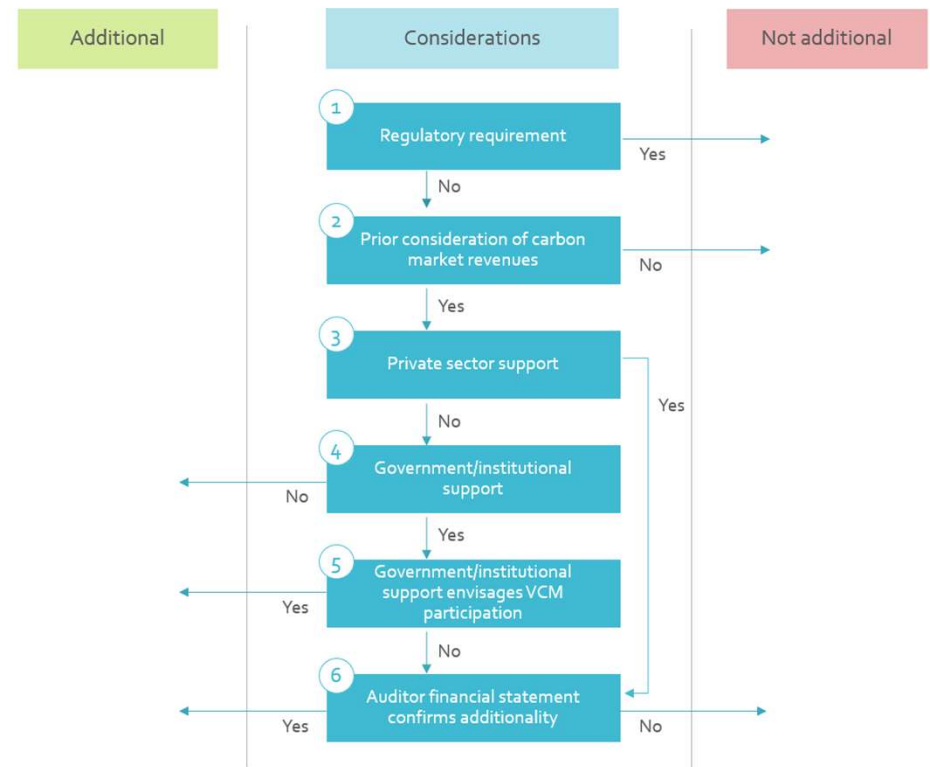 Additional
Considerations
Not additional
1
Regulatory requirement
Yes
No
2
Prior consideration of carbon
market revenues
No
Yes
3
Private sector support
Yes
No
4
Government/institutional
support
No
Yes
5
Government/institutional
support envisages VCM
participation
Yes
No
6
Auditor financial statement
confirms additionality
Yes
No